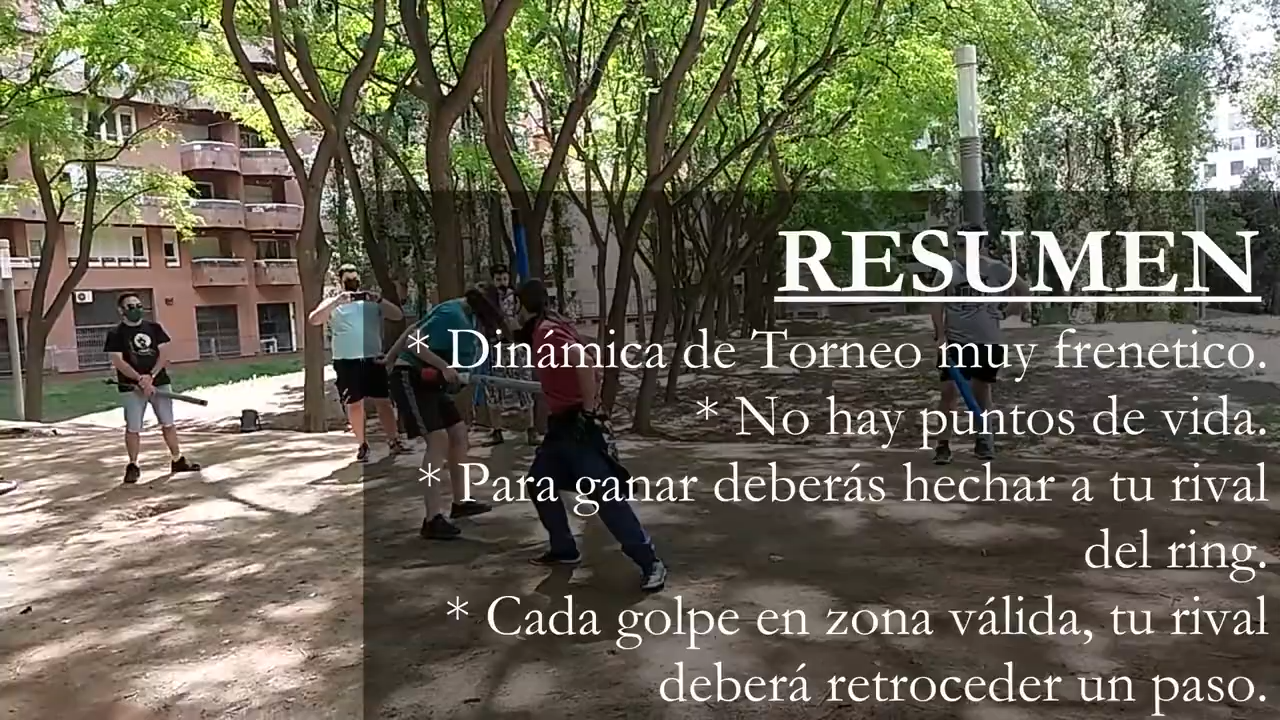 RESUMEN
* Dinámica de Torneo muy frenetico.
* No hay puntos de vida.
* Para ganar deberás hechar a tu rival
del ring.
* Cada golpe en zona válida, tu rival
deberá retroceder un paso.